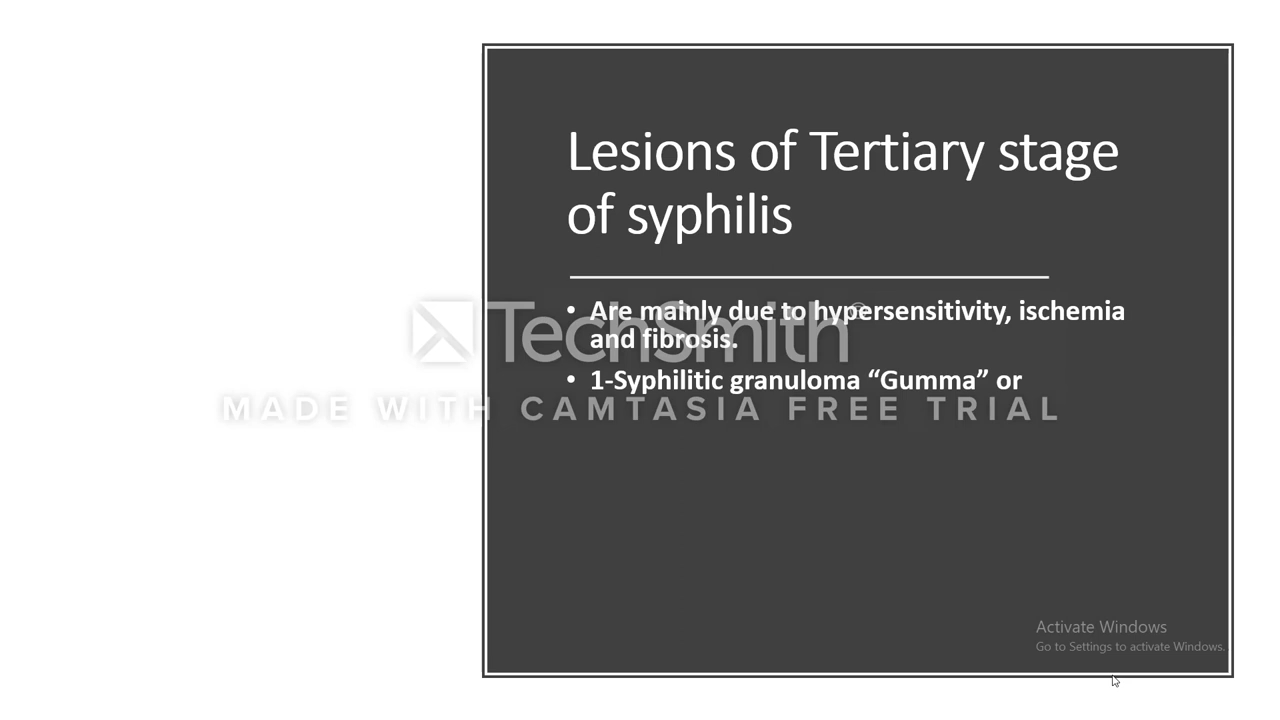 Lesions of Tertiary stage
of syphilis
• Are mainly due to hypersensitivity, ischemia
and fibrosis.
• 1-Syphilitic granuloma “Gumma” or
TechSmith®
MADE WITH CAMTASIA FREE TRIAL
Activate Windows
Go to Settings to activate Windows.